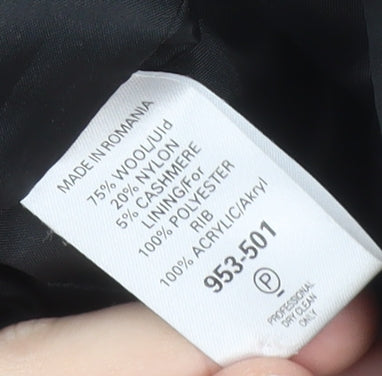 MADE IN ROMANIA
75% WOOL/Uld
20% NYLON
5% CASHMERE
LINING/For
100% POLYESTER
RIB
100% ACRYLIC/Akryl
953-501
P
PROFESSIONAL
DRY CLEAN
ONLY